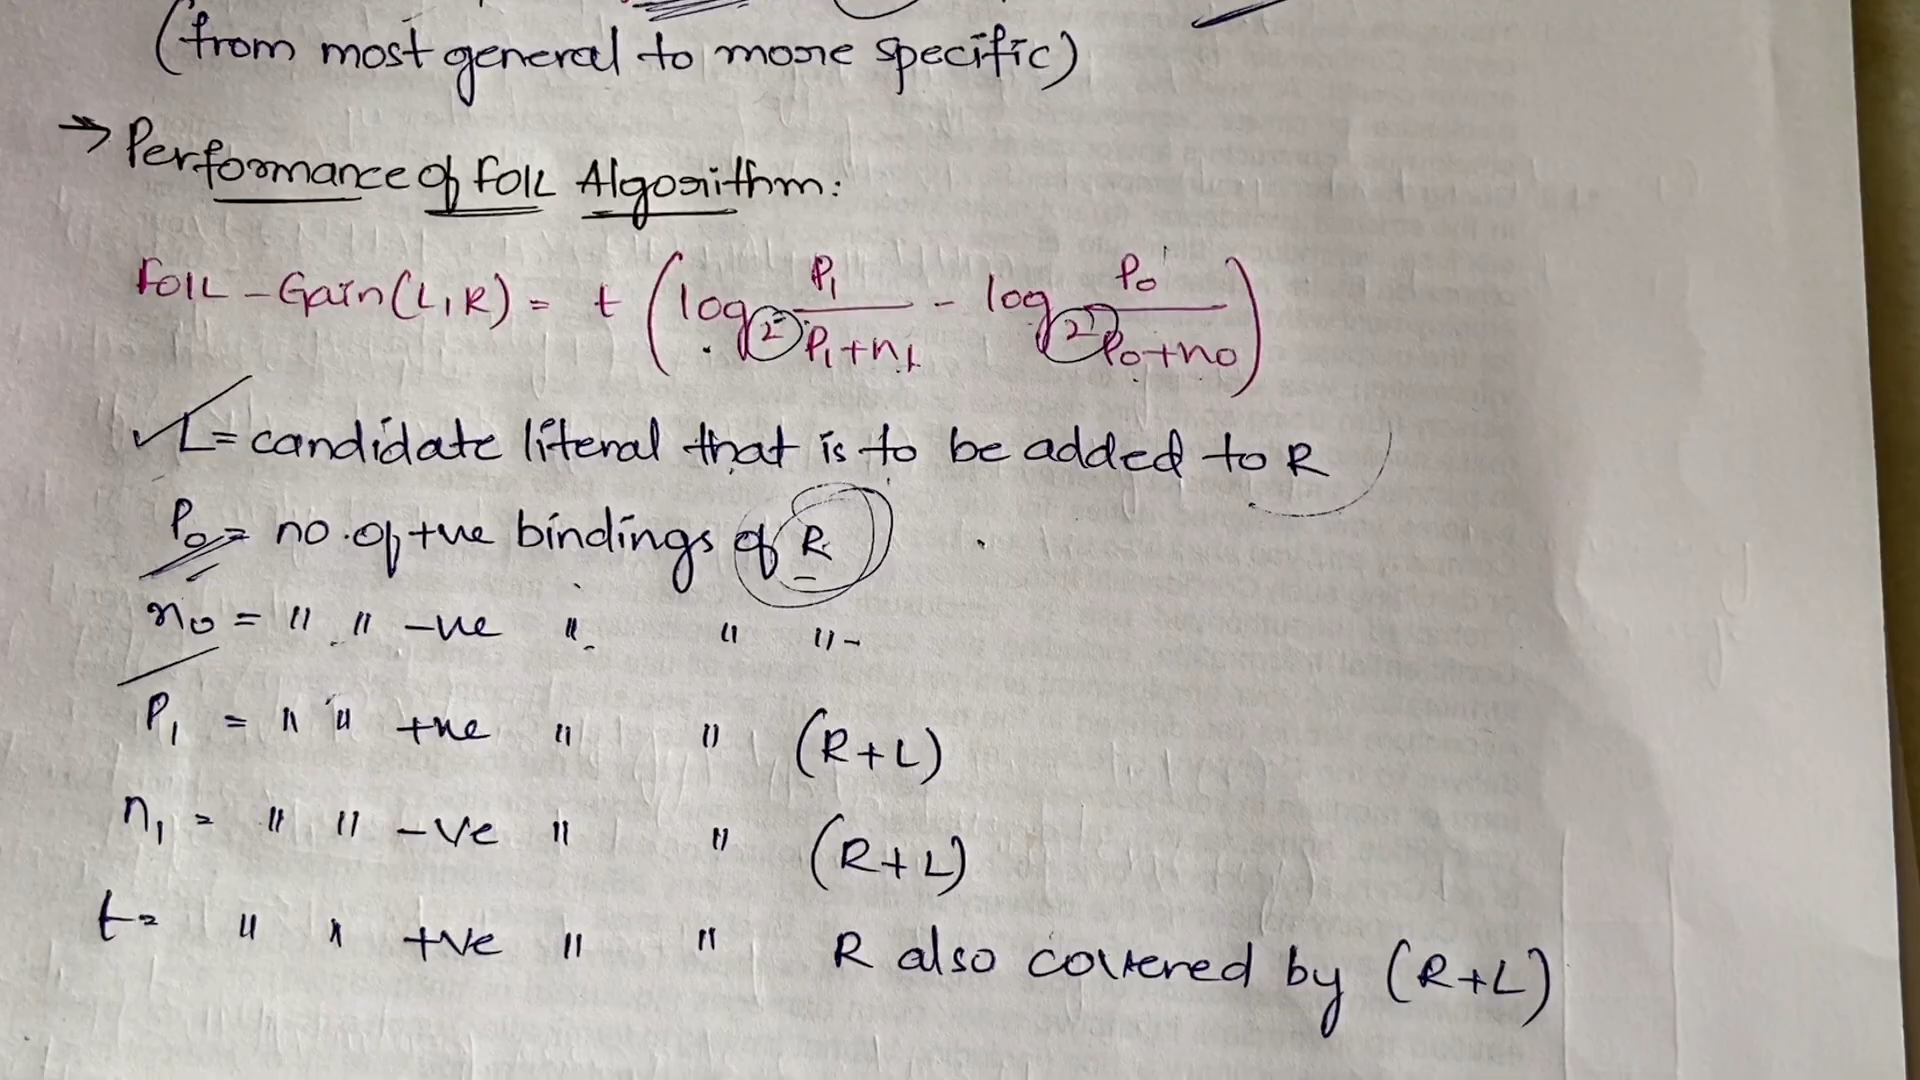 (from most general to more specific)
→ Performance of FOIL Algorithm:
FOIL - Gain(L,R) = t (log₂ P₁/P₁+n₁ - log₂ P₀/P₀+n₀)
✓L = candidate literal that is to be added to R
P₀ = no. of +ve bindings of R
n₀ = " " -ve " " " -
P₁ = " " +ve " " (R+L)
n₁ = " " -ve " " (R+L)
t = " " +ve " " R also covered by (R+L)